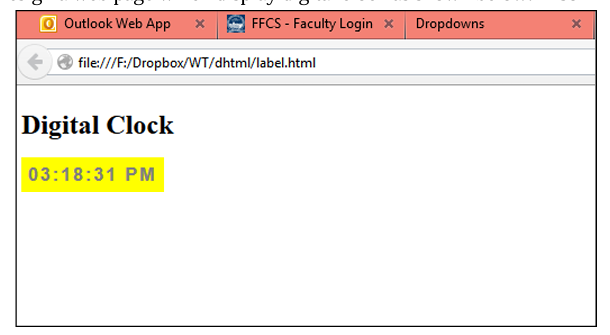 Outlook Web App × FFCS - Faculty Login × Dropdowns ×
file:///F:/Dropbox/WT/dhtml/label.html
Digital Clock
03:18:31 PM